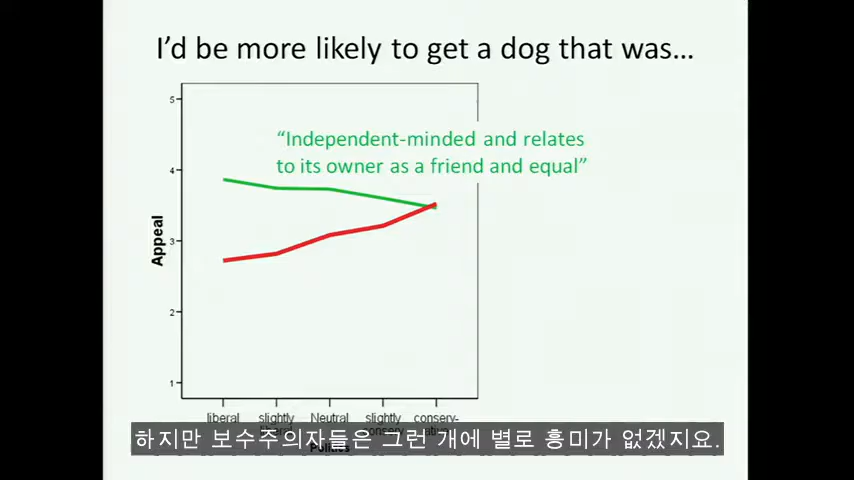 I’d be more likely to get a dog that was…
5
“Independent-minded and relates
to its owner as a friend and equal”
4
Appeal
3
2
1
liberal slightly Neutral slightly conserv-
하지만 보수주의자들은 그런 개에 별로 흥미가 없겠지요.